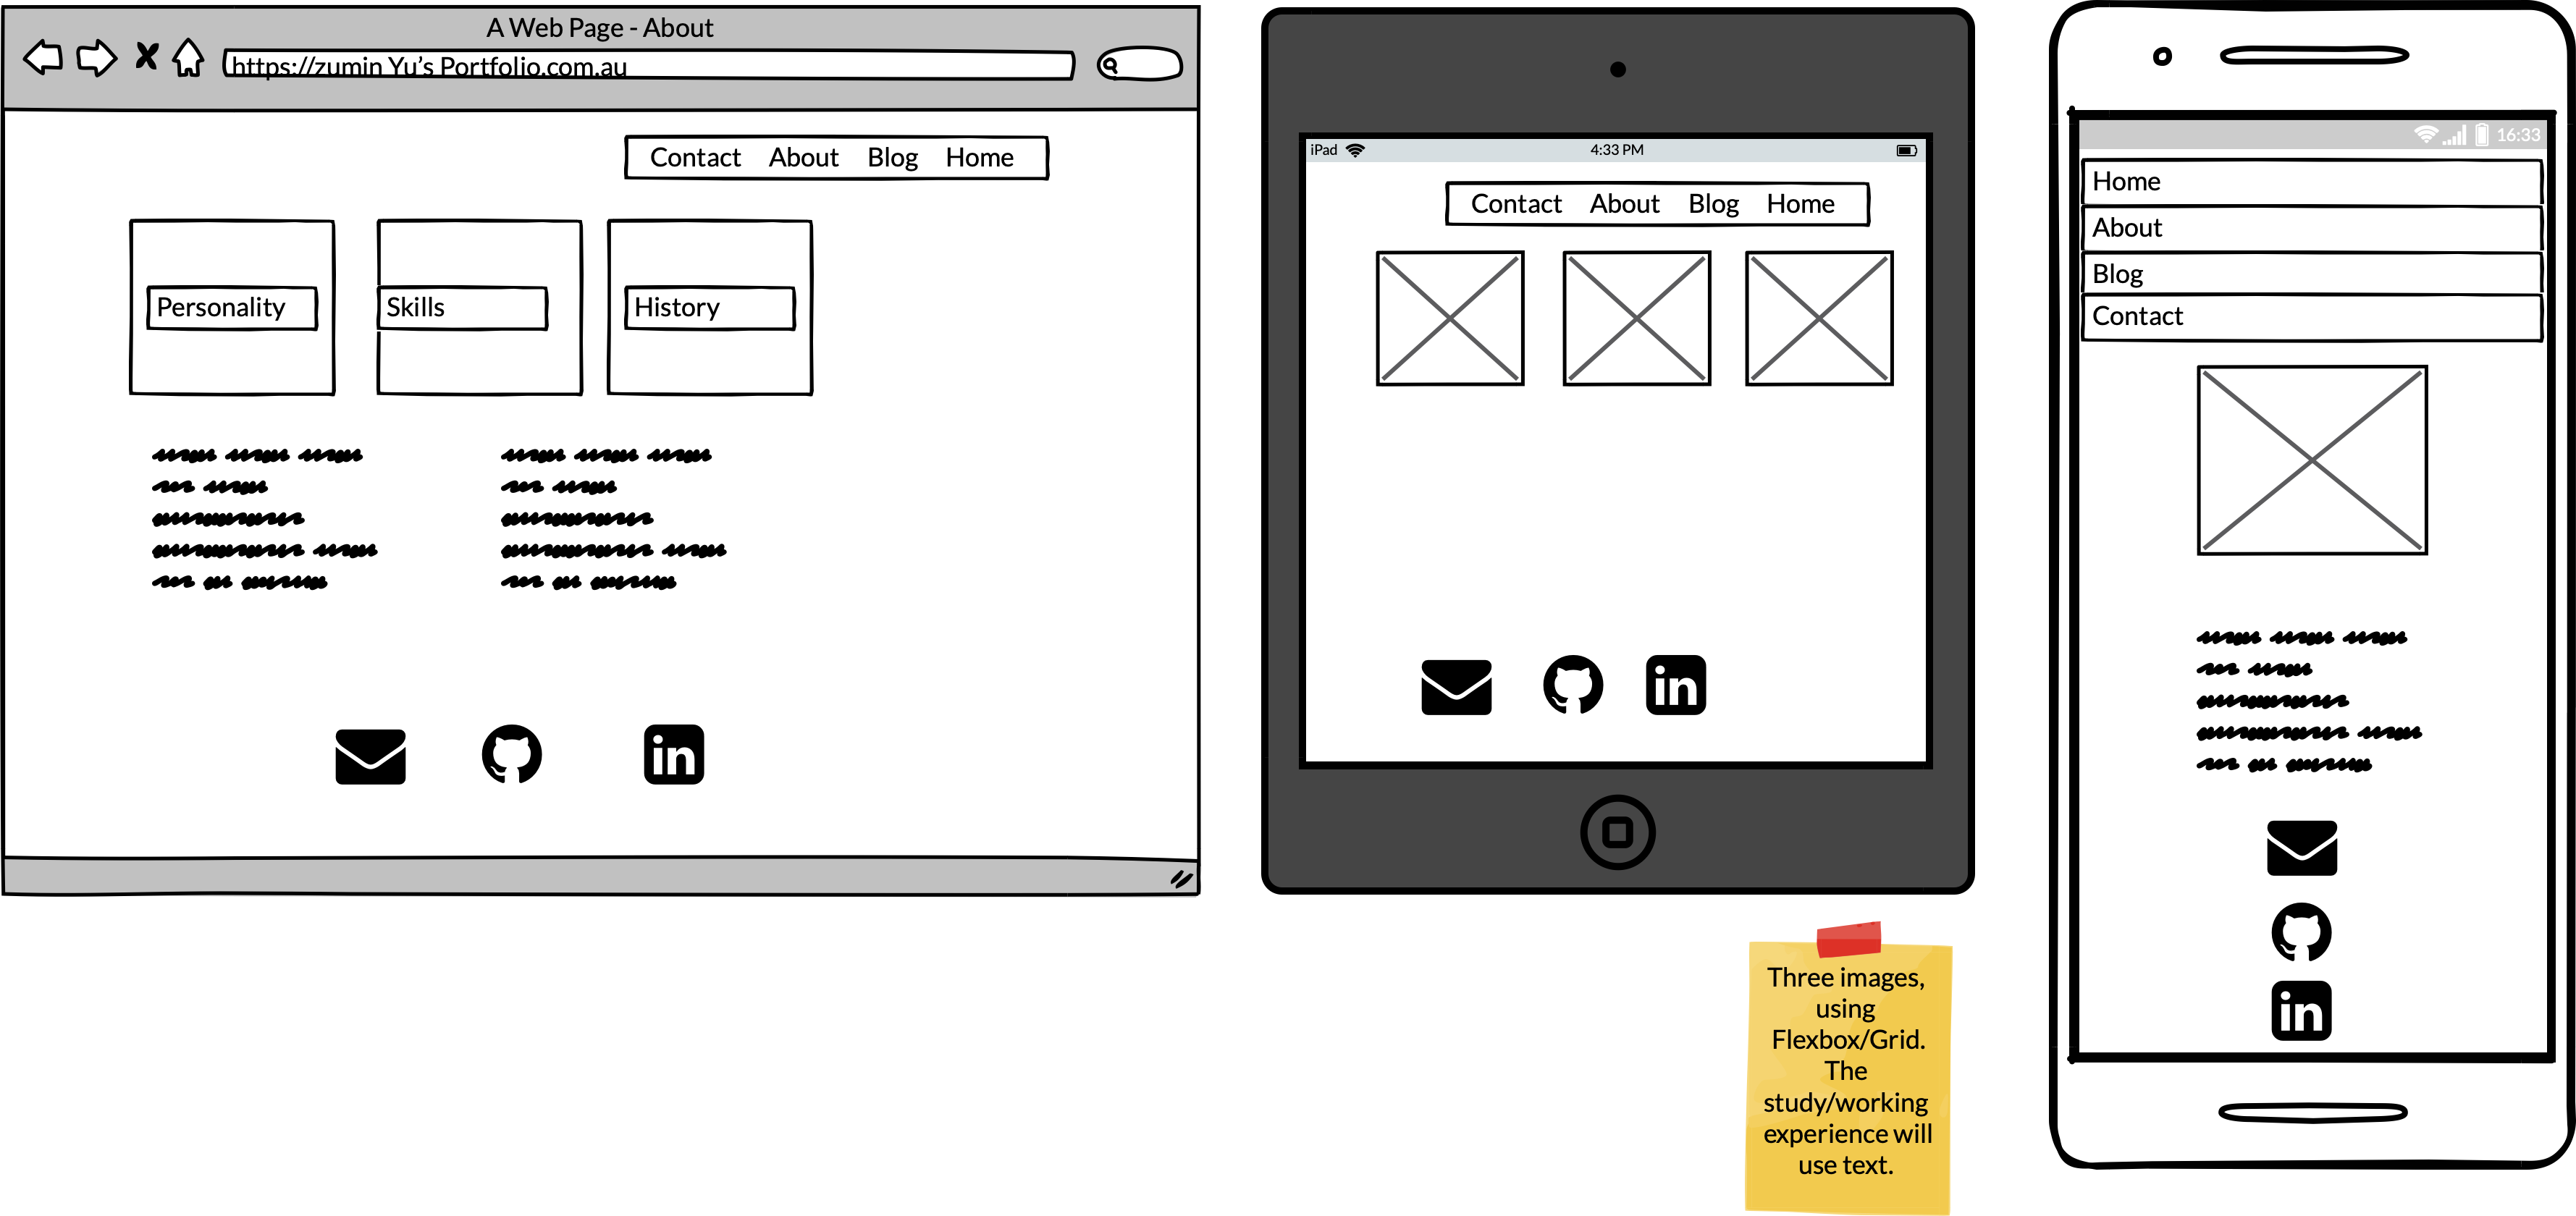 A Web Page - About
https://zumin Yu's Portfolio.com.au
Contact About Blog Home
Personality
Skills
History
iPad 4:33 PM
Contact About Blog Home
in
in
Three images,
using
Flexbox/Grid.
The
study/working
experience will
use text.
16:33
Home
About
Blog
Contact
in